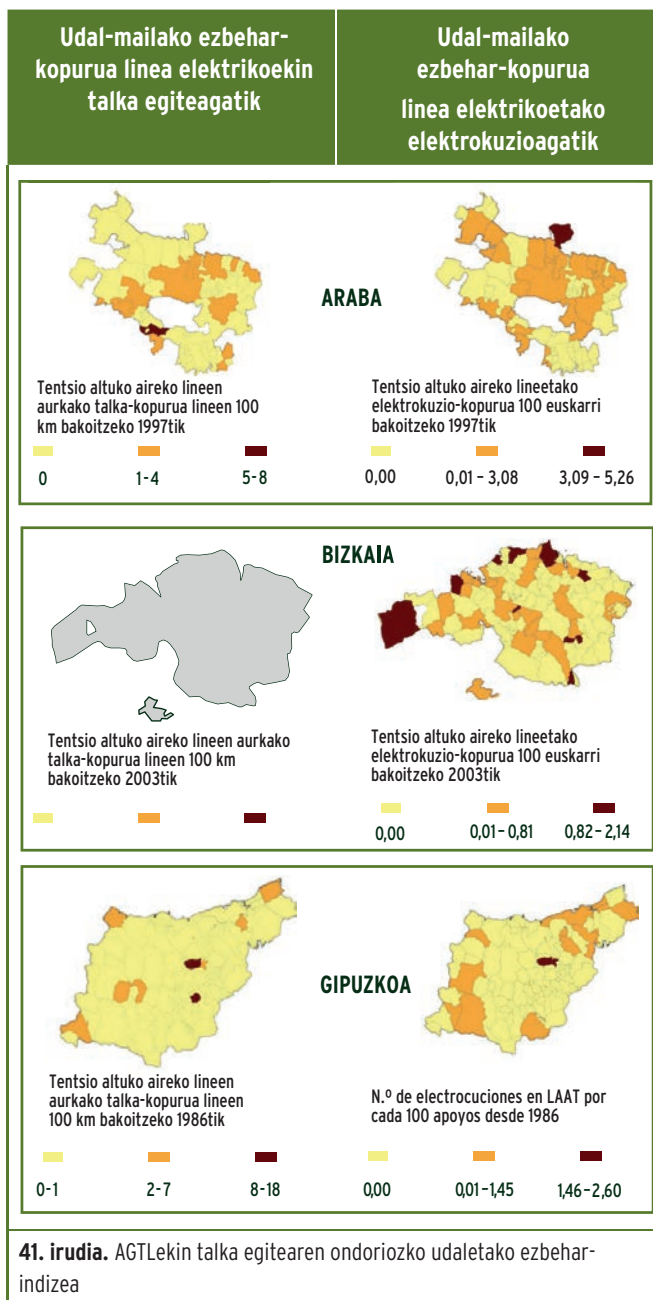 Udal-mailako ezbehar-
kopurua linea elektrikoekin
talka egiteagatik
Udal-mailako
ezbehar-kopurua
linea elektrikoetako
elektrokuzioagatik
ARABA
Tentsio altuko aireko lineen
aurkako talka-kopurua lineen 100
km bakoitzeko 1997tik
0 1-4 5-8
Tentsio altuko aireko lineetako
elektrokuzio-kopurua 100 euskarri
bakoitzeko 1997tik
0,00 0,01 – 3,08 3,09 – 5,26
BIZKAIA
Tentsio altuko aireko lineen aurkako
talka-kopurua lineen 100 km
bakoitzeko 2003tik
Tentsio altuko aireko lineetako
elektrokuzio-kopurua 100 euskarri
bakoitzeko 2003tik
0,00 0,01 – 0,81 0,82 – 2,14
GIPUZKOA
Tentsio altuko aireko lineen
aurkako talka-kopurua lineen
100 km bakoitzeko 1986tik
0-1 2-7 8-18
N.º de electrocuciones en LAAT por
cada 100 apoyos desde 1986
0,00 0,01 –1,45 1,46 – 2,60
41. irudia. AGTLekin talka egitearen ondoriozko udaletako ezbehar-
indizea